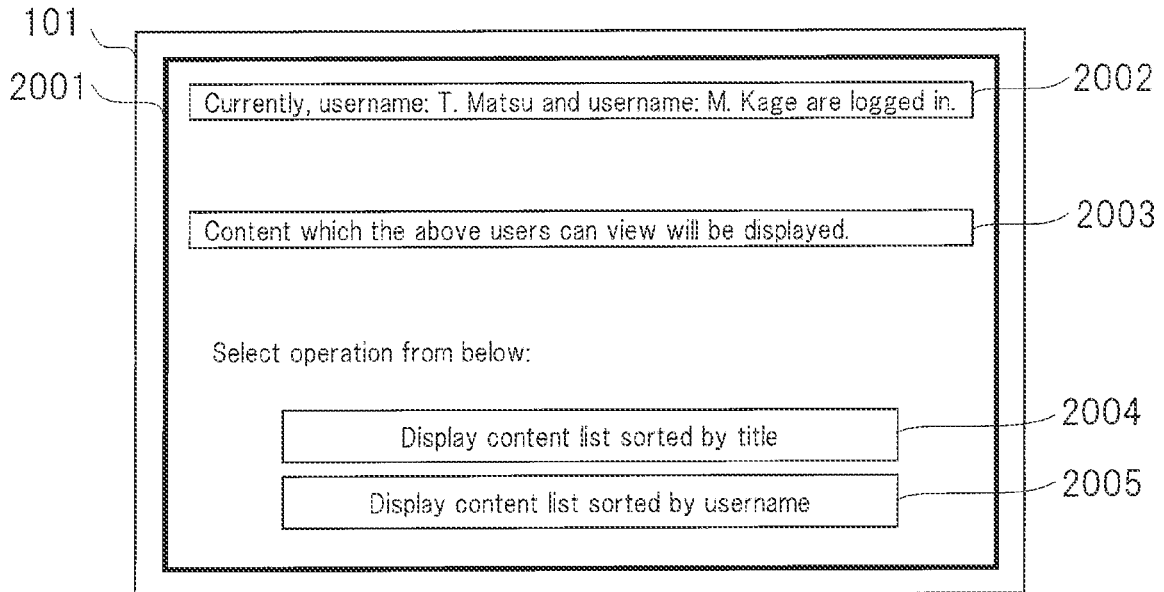 101
2001
Currently, username: T. Matsu and username: M. Kage are logged in.
2002
Content which the above users can view will be displayed.
2003
Select operation from below:
Display content list sorted by title
2004
Display content list sorted by username
2005